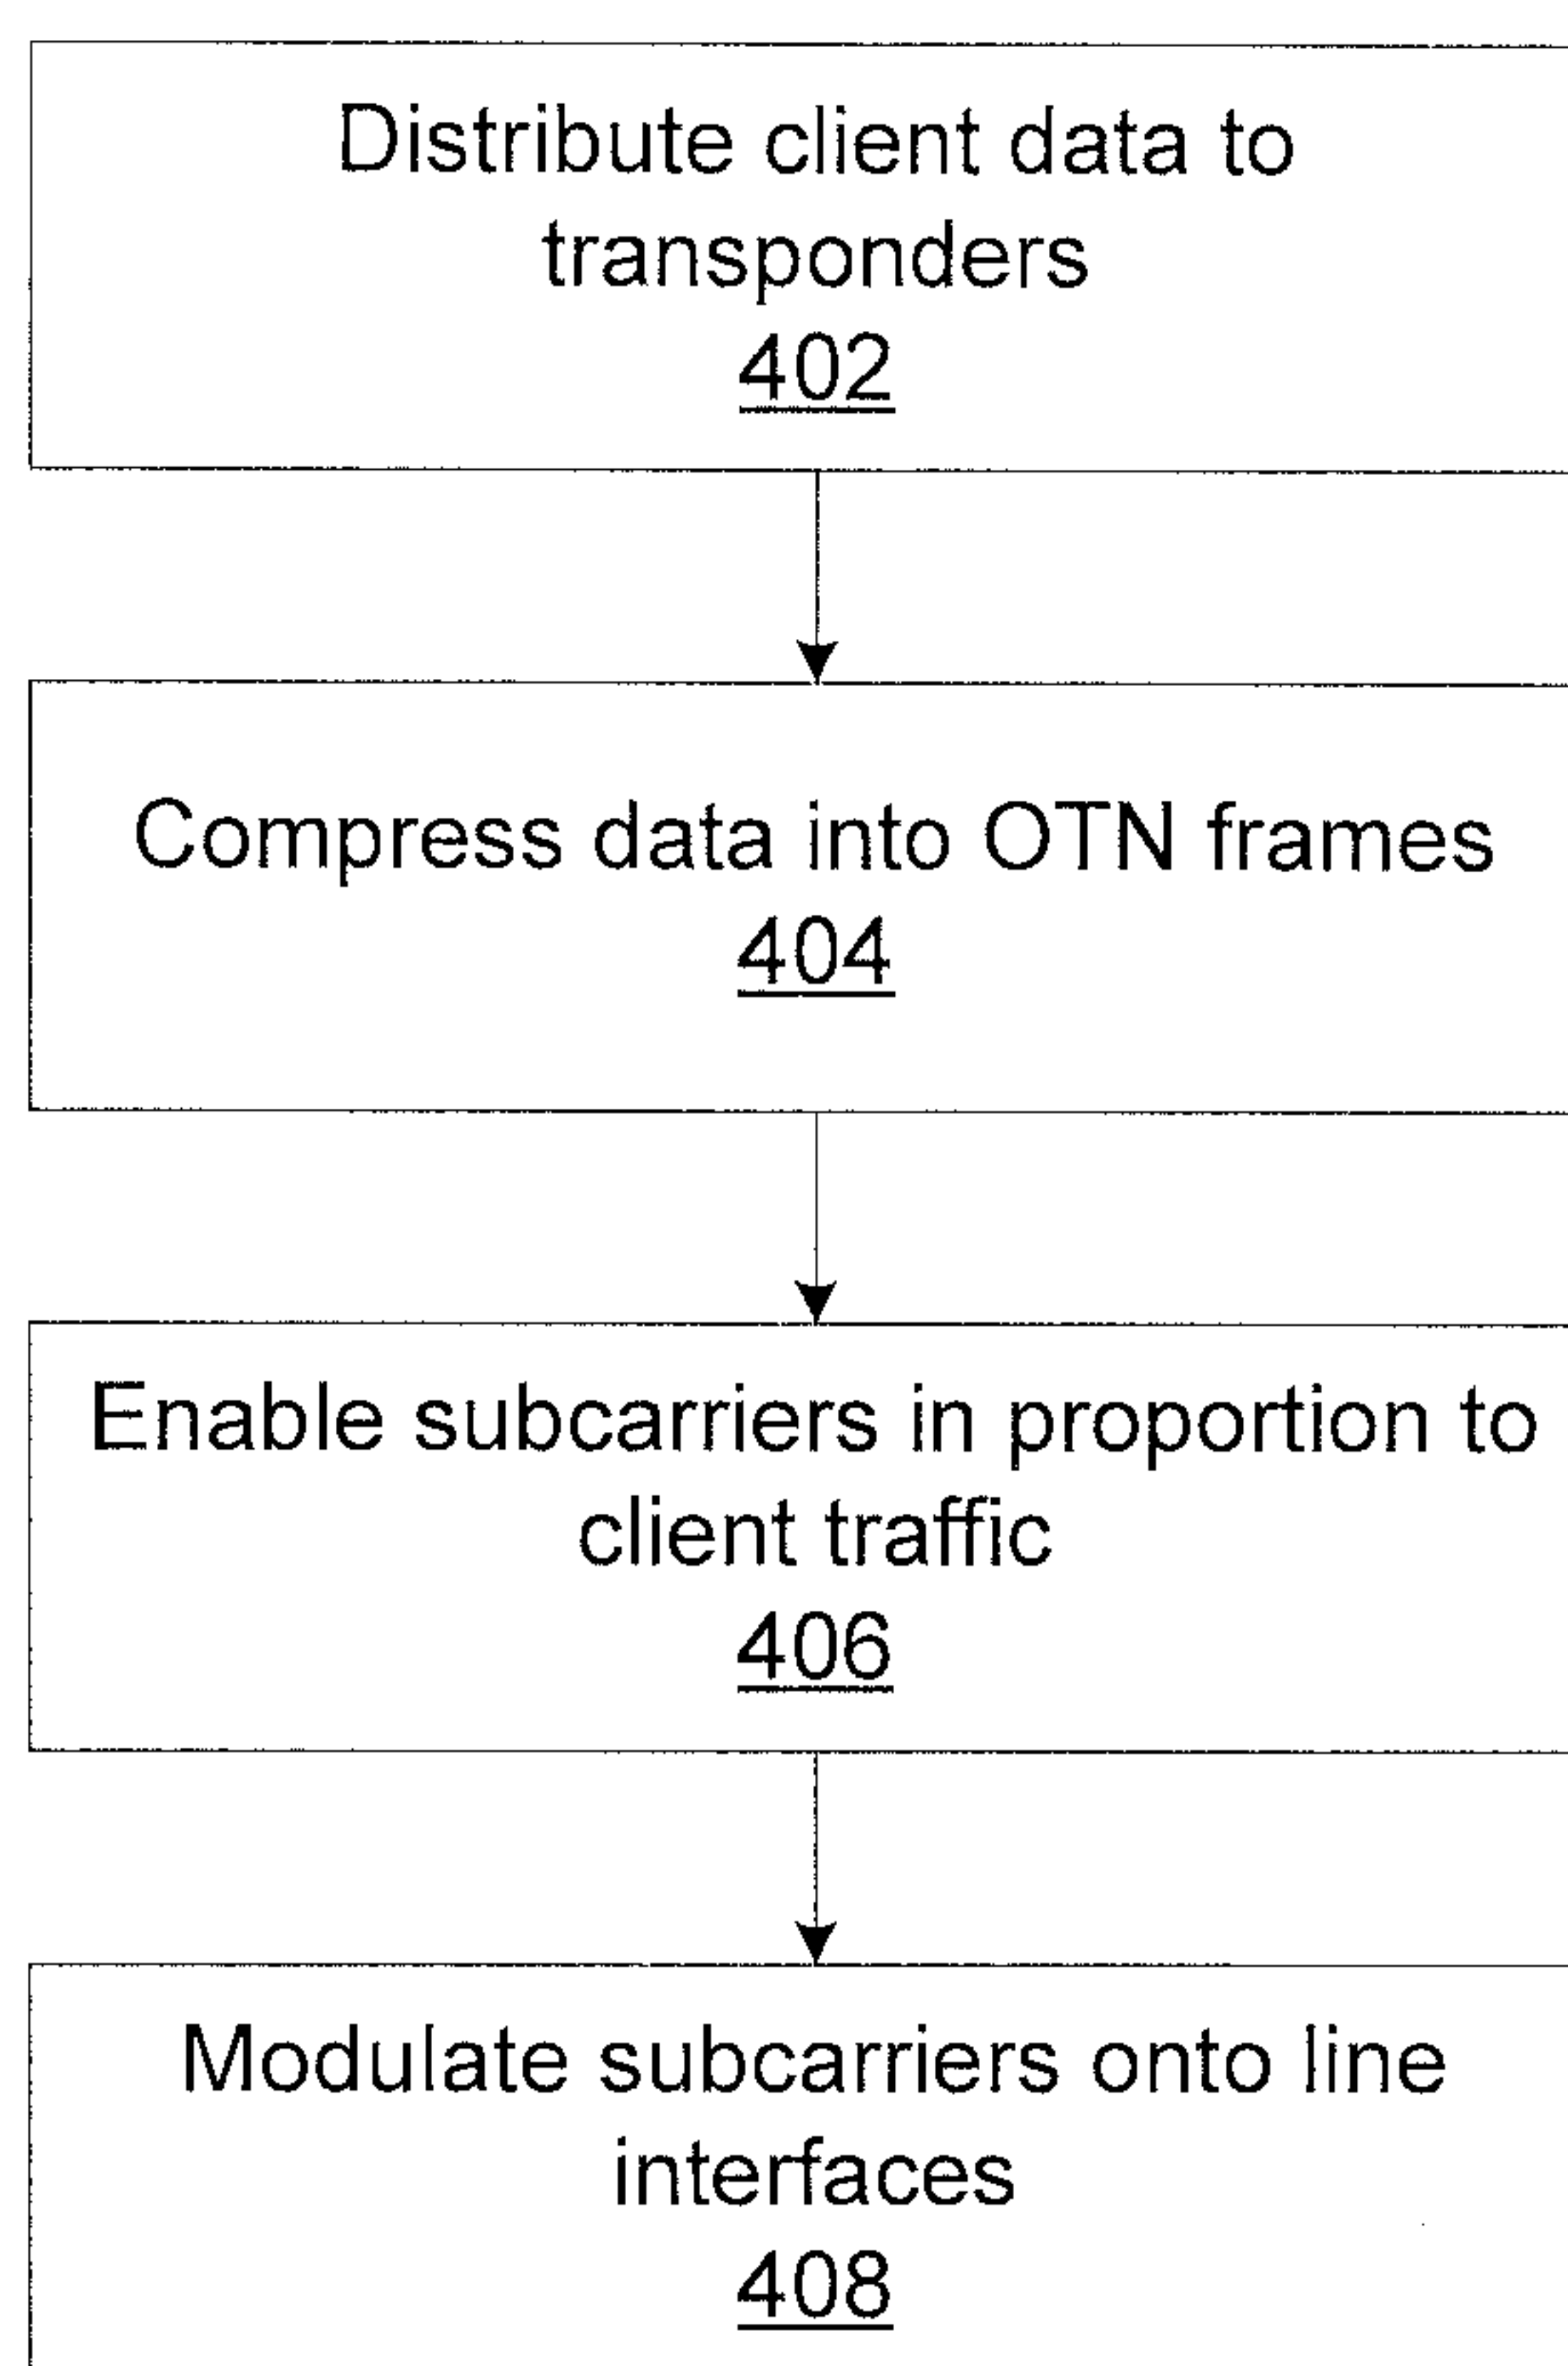 Distribute client data to
transponders
402
Compress data into OTN frames
404
Enable subcarriers in proportion to
client traffic
406
Modulate subcarriers onto line
interfaces
408